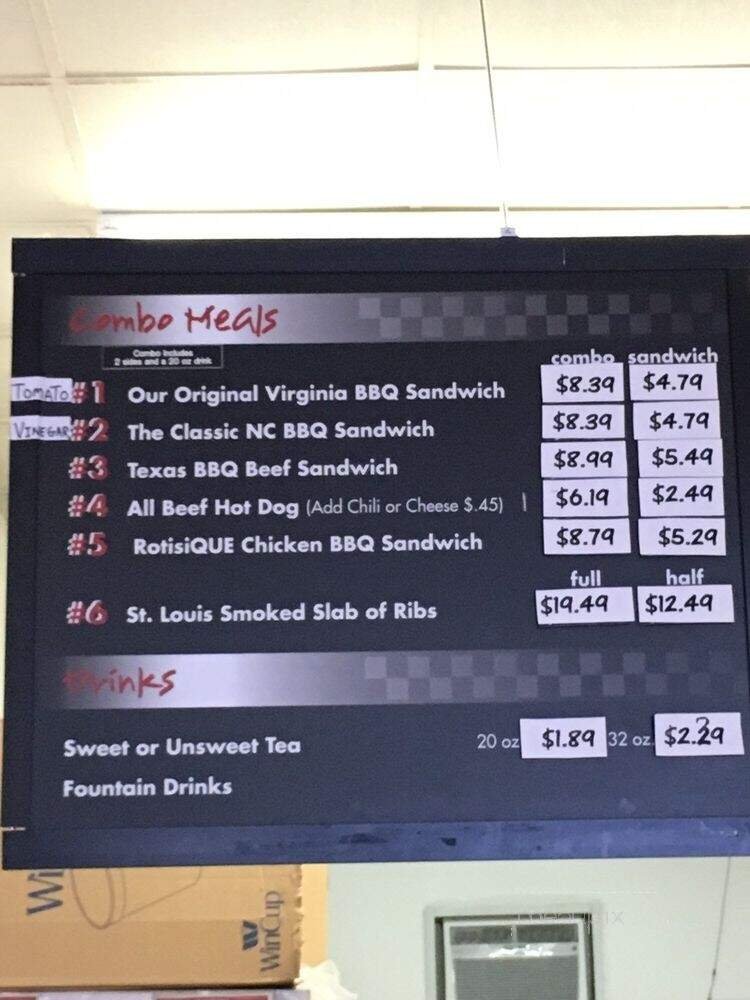 Combo Meals
Combo Includes
2 sides and a 20 oz drink
combo sandwich
TOMATO #1 Our Original Virginia BBQ Sandwich $8.39 $4.79
VINEGAR #2 The Classic NC BBQ Sandwich $8.39 $4.79
#3 Texas BBQ Beef Sandwich $8.99 $5.49
#4 All Beef Hot Dog (Add Chili or Cheese $.45) $6.19 $2.49
#5 RotisiQUE Chicken BBQ Sandwich $8.79 $5.29
full half
#6 St. Louis Smoked Slab of Ribs $19.49 $12.49
Drinks
Sweet or Unsweet Tea 20 oz $1.89 32 oz. $2.29
Fountain Drinks
Wi
WinCup